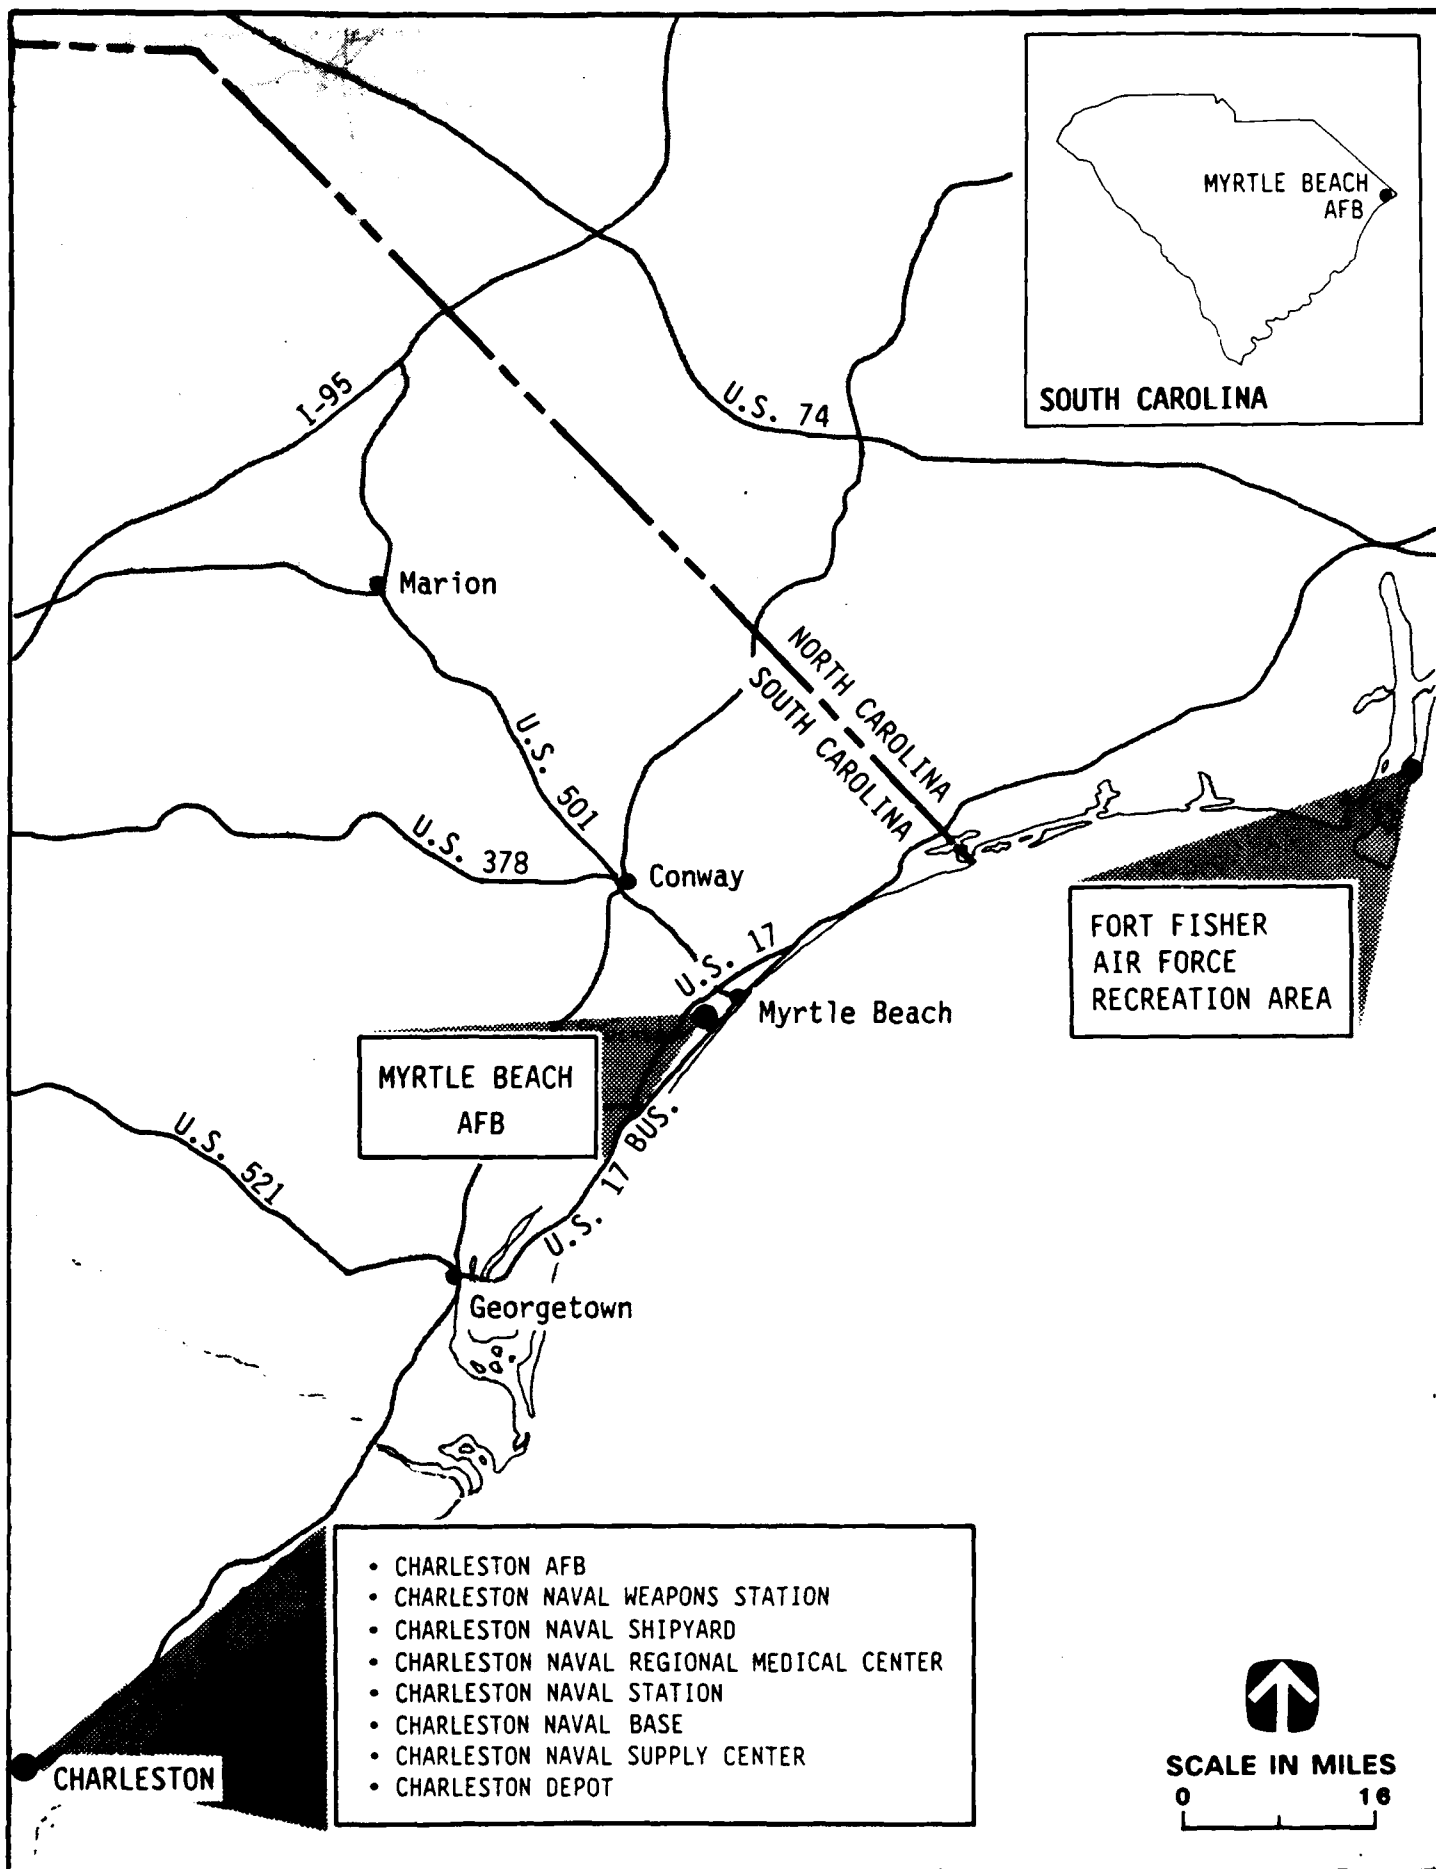 MYRTLE BEACH
AFB
SOUTH CAROLINA
I-95
U.S. 74
Marion
NORTH CAROLINA
SOUTH CAROLINA
U.S. 501
U.S. 378
Conway
U.S. 17
FORT FISHER
AIR FORCE
RECREATION AREA
Myrtle Beach
MYRTLE BEACH
AFB
U.S. 17 BUS.
U.S. 521
Georgetown
• CHARLESTON AFB
• CHARLESTON NAVAL WEAPONS STATION
• CHARLESTON NAVAL SHIPYARD
• CHARLESTON NAVAL REGIONAL MEDICAL CENTER
• CHARLESTON NAVAL STATION
• CHARLESTON NAVAL BASE
• CHARLESTON NAVAL SUPPLY CENTER
• CHARLESTON DEPOT
CHARLESTON
SCALE IN MILES
0 16